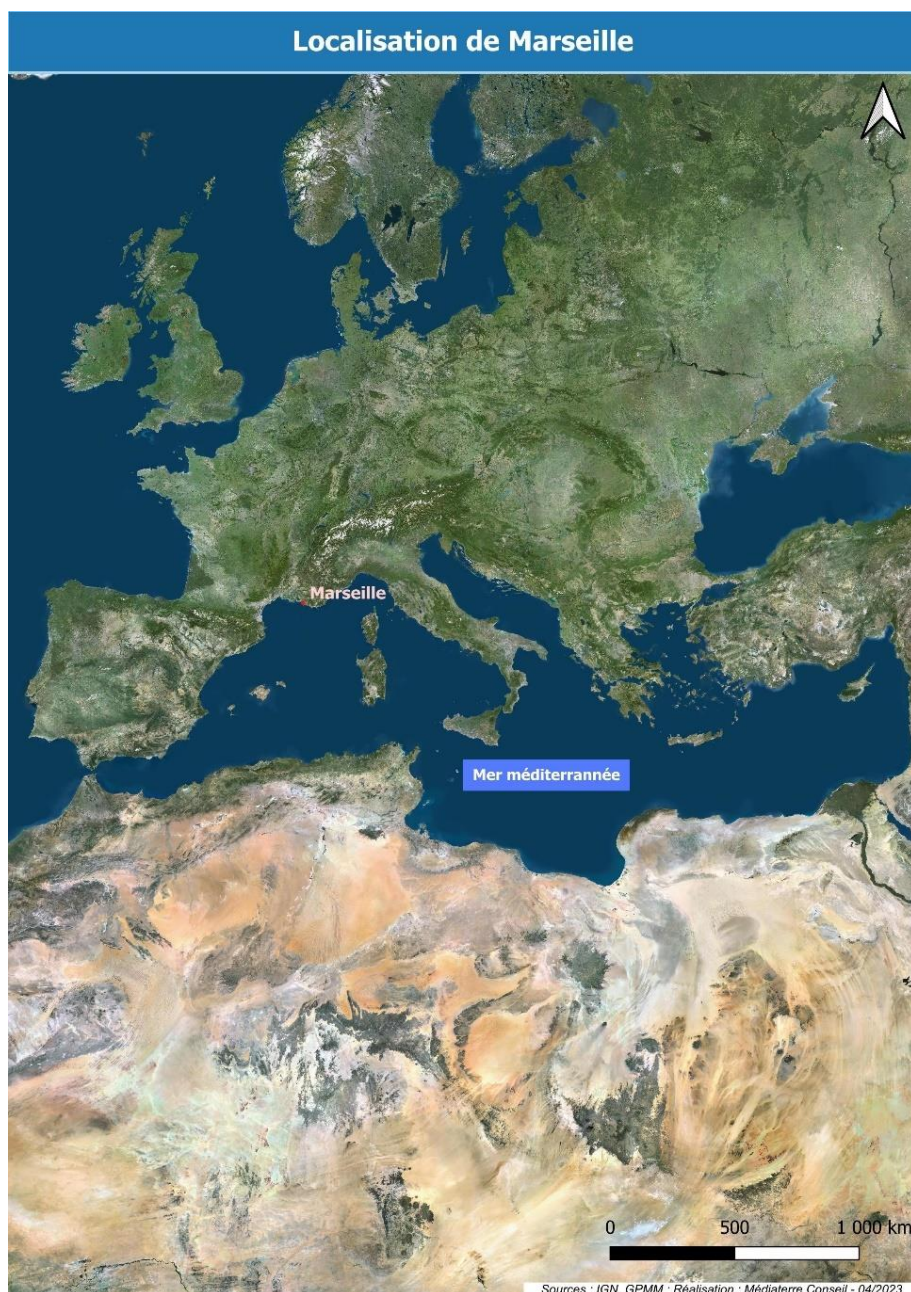 Localisation de Marseille
Marseille
Mer méditerrannée
0 500 1 000 km
Sources : IGN, GPMM ; Réalisation : Médiaterre Conseil - 04/2023